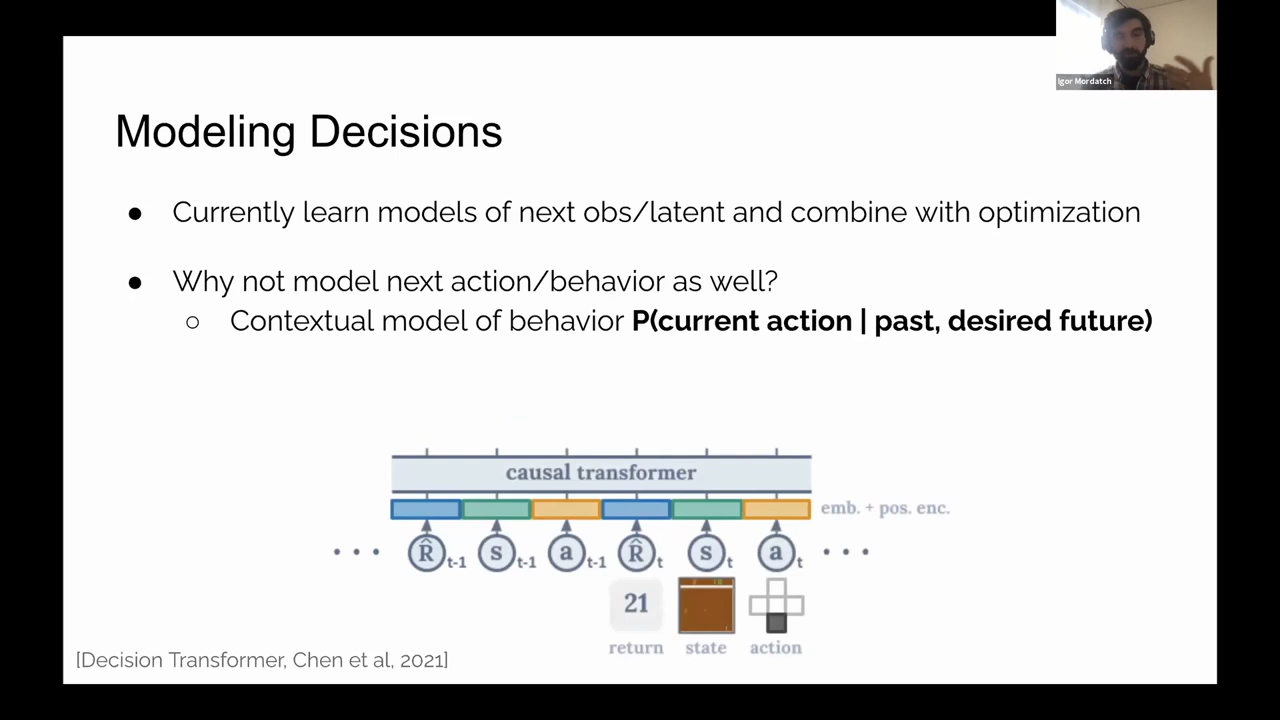 Igor Mordatch
Modeling Decisions
● Currently learn models of next obs/latent and combine with optimization
● Why not model next action/behavior as well?
○ Contextual model of behavior P(current action | past, desired future)
causal transformer
emb. + pos. enc.
• • • R̂ t-1 s t-1 a t-1 R̂ t s t a t • • •
21
return state action
[Decision Transformer, Chen et al, 2021]